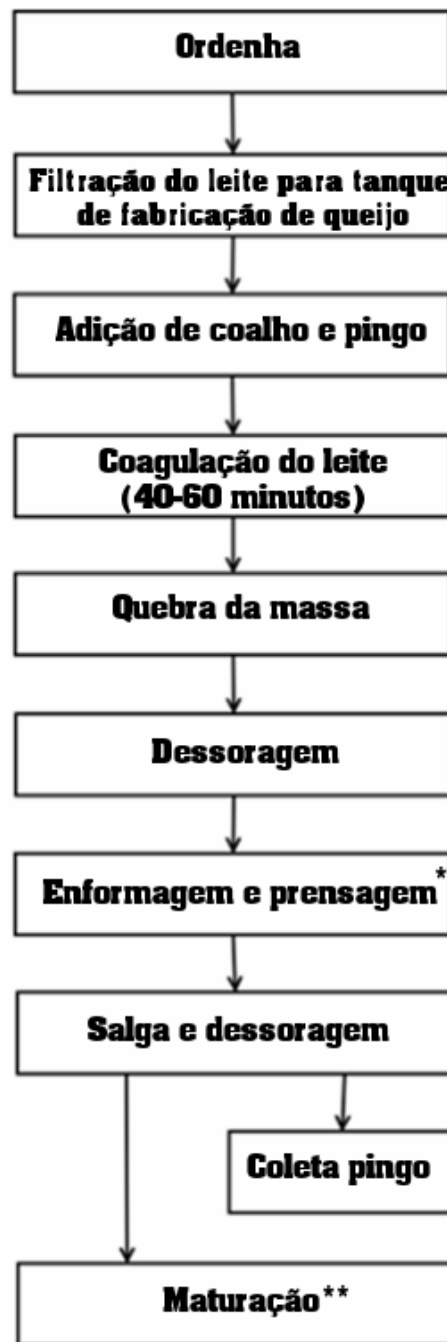 Ordenha
Filtração do leite para tanque
de fabricação de queijo
Adição de coalho e pingo
Coagulação do leite
(40-60 minutos)
Quebra da massa
Dessoragem
Enformagem e prensagem*
Salga e dessoragem
Coleta pingo
Maturação**